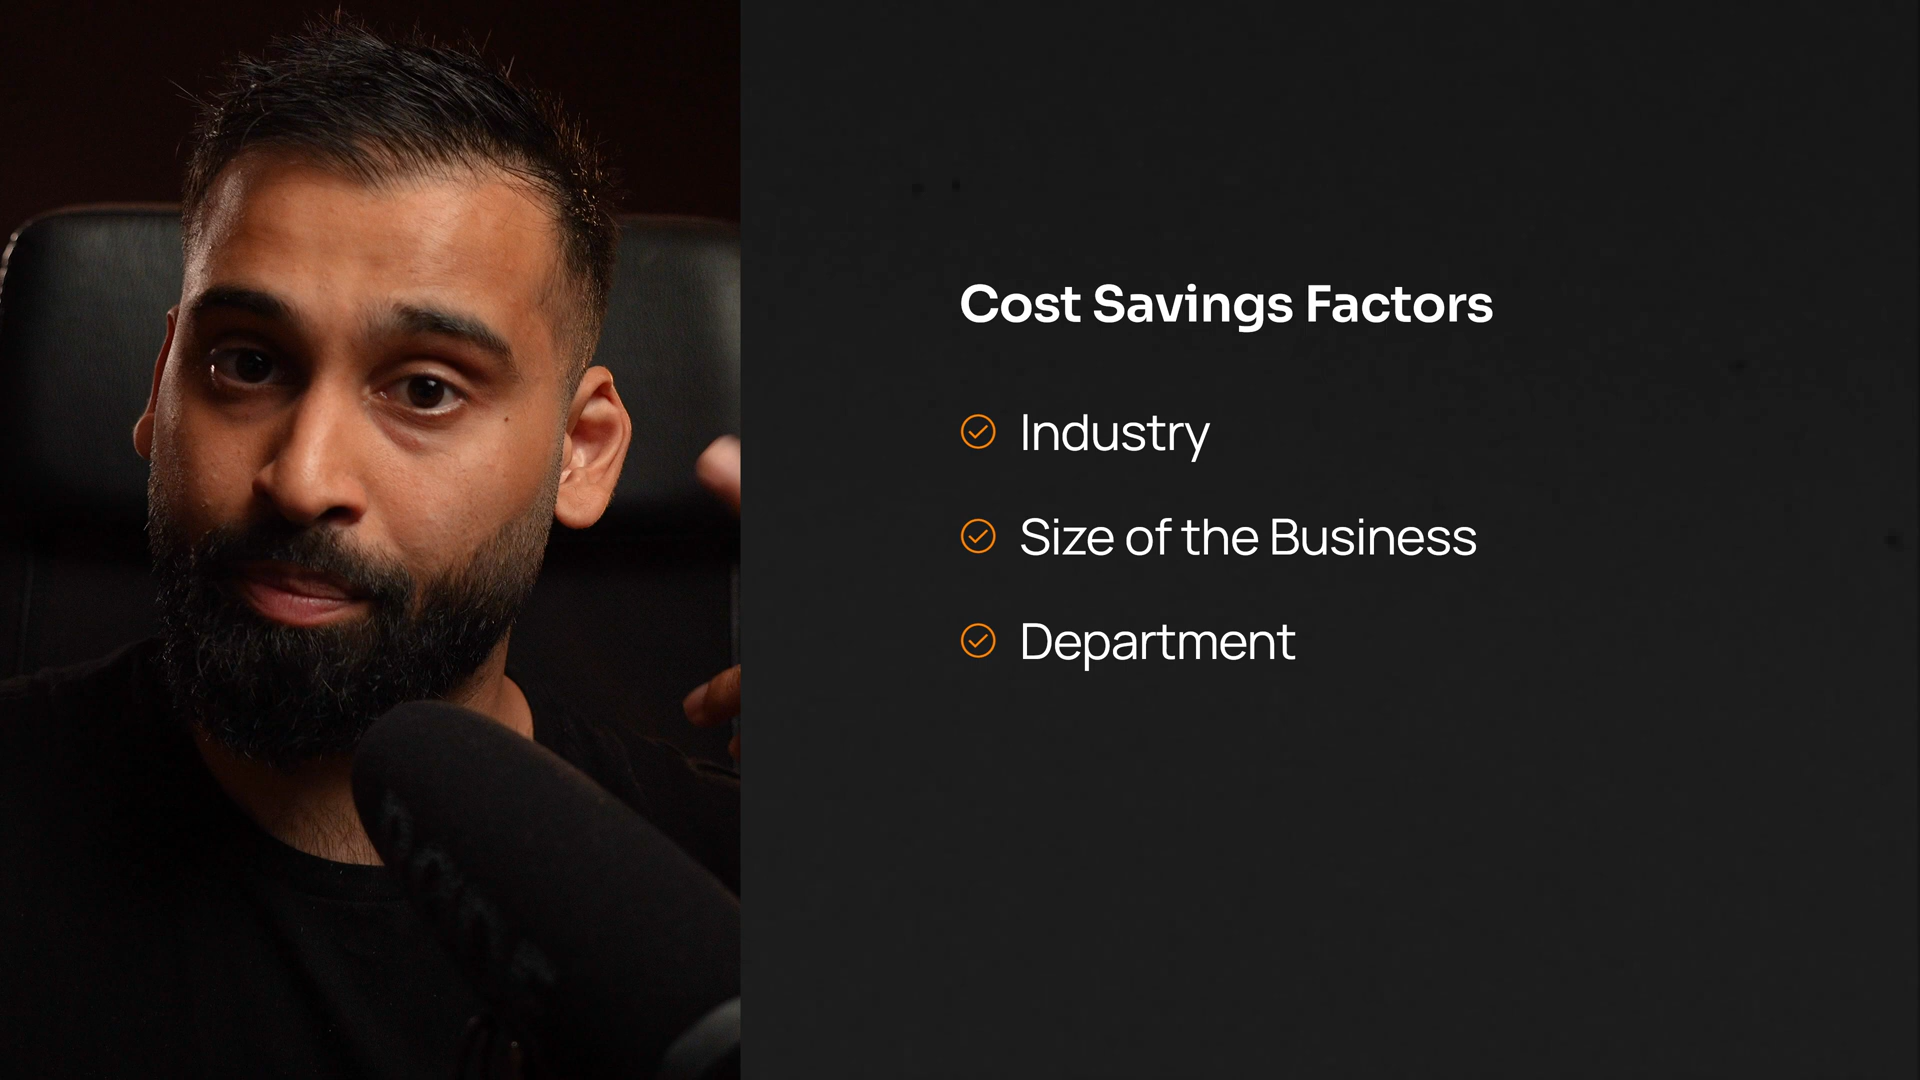 Cost Savings Factors
Industry
Size of the Business
Department